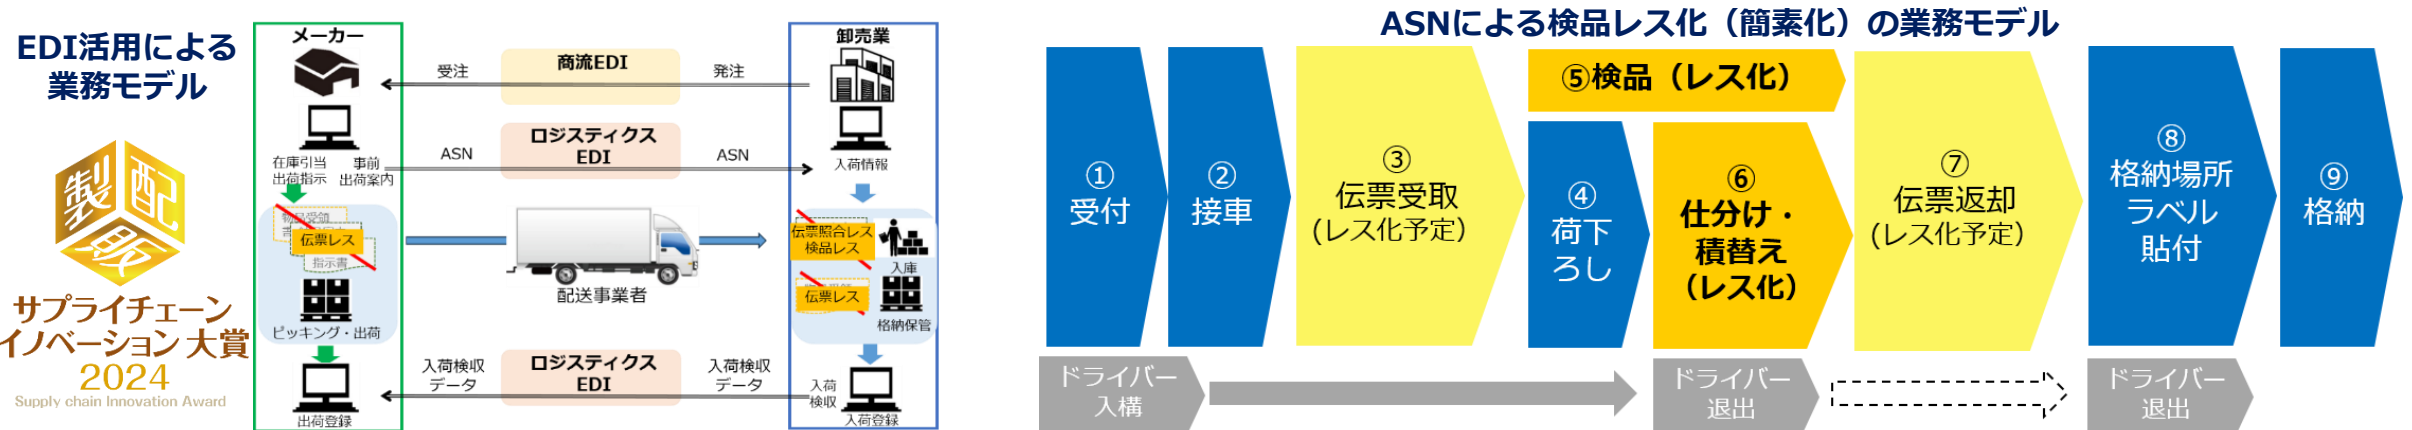 EDI活用による
業務モデル
製配販
サプライチェーン
イノベーション大賞
2024
Supply chain Innovation Award
メーカー
卸売業
受注
商流EDI
発注
ASN
ロジスティクス
EDI
ASN
在庫引当
出荷指示
事前
出荷案内
入荷情報
物品受領
伝票レス
指示書
ピッキング・出荷
配送事業者
伝票照合レス
検品レス
入庫
伝票レス
格納保管
入荷検収
データ
ロジスティクス
EDI
入荷検収
データ
入荷
検収
出荷登録
入荷登録
ASNによる検品レス化（簡素化）の業務モデル
①
受付
②
接車
③
伝票受取
(レス化予定)
⑤検品（レス化）
④
荷下
ろし
⑥
仕分け・
積替え
（レス化）
⑦
伝票返却
(レス化予定)
⑧
格納場所
ラベル
貼付
⑨
格納
ドライバー
入構
ドライバー
退出
ドライバー
退出